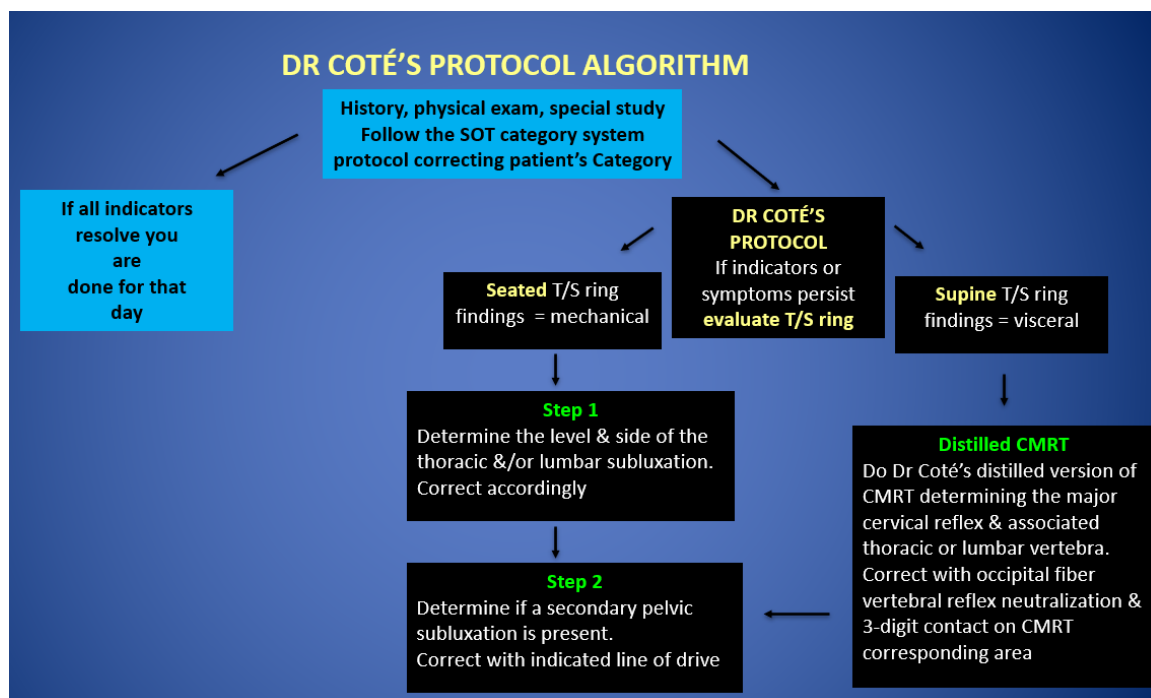 DR COTÉ'S PROTOCOL ALGORITHM
History, physical exam, special study
Follow the SOT category system
protocol correcting patient's Category
If all indicators
resolve you
are
done for that
day
DR COTÉ'S
PROTOCOL
If indicators or
symptoms persist
evaluate T/S ring
Seated T/S ring
findings = mechanical
Supine T/S ring
findings = visceral
Step 1
Determine the level & side of the
thoracic &/or lumbar subluxation.
Correct accordingly
Distilled CMRT
Do Dr Coté's distilled version of
CMRT determining the major
cervical reflex & associated
thoracic or lumbar vertebra.
Correct with occipital fiber
vertebral reflex neutralization &
3-digit contact on CMRT
corresponding area
Step 2
Determine if a secondary pelvic
subluxation is present.
Correct with indicated line of drive